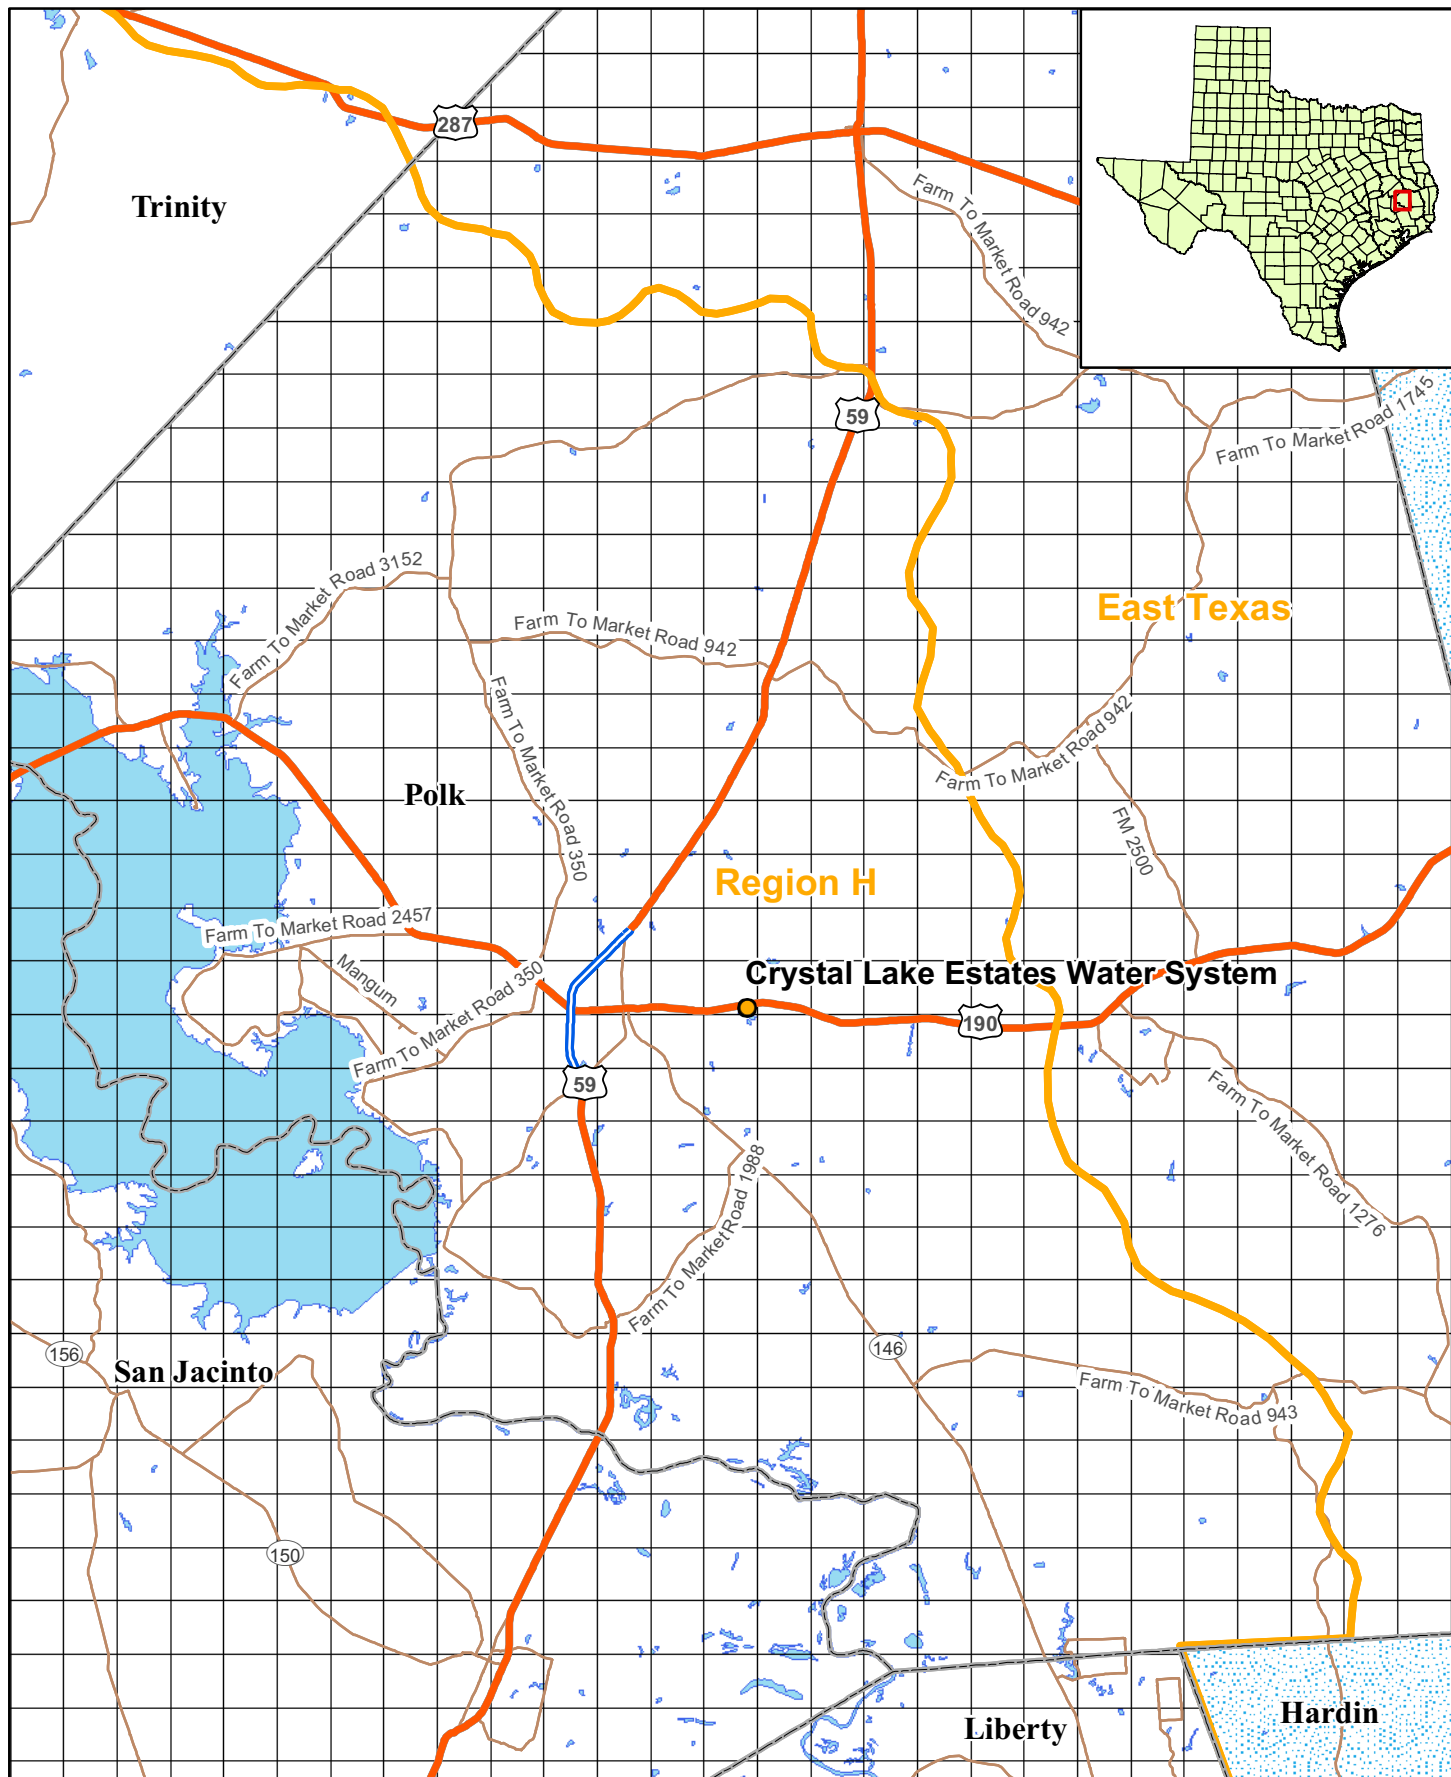 287
Trinity
Farm To Market Road 942
59
Farm To Market Road 1745
Farm To Market Road 3152
East Texas
Farm To Market Road 942
Farm To Market Road 350
Farm To Market Road 942
Polk
FM 2500
Region H
Farm To Market Road 2457
Mangum
Crystal Lake Estates Water System
Farm To Market Road 350
190
59
Farm To Market Road 1276
Farm To Market Road 1988
156
146
San Jacinto
Farm To Market Road 943
150
Hardin
Liberty